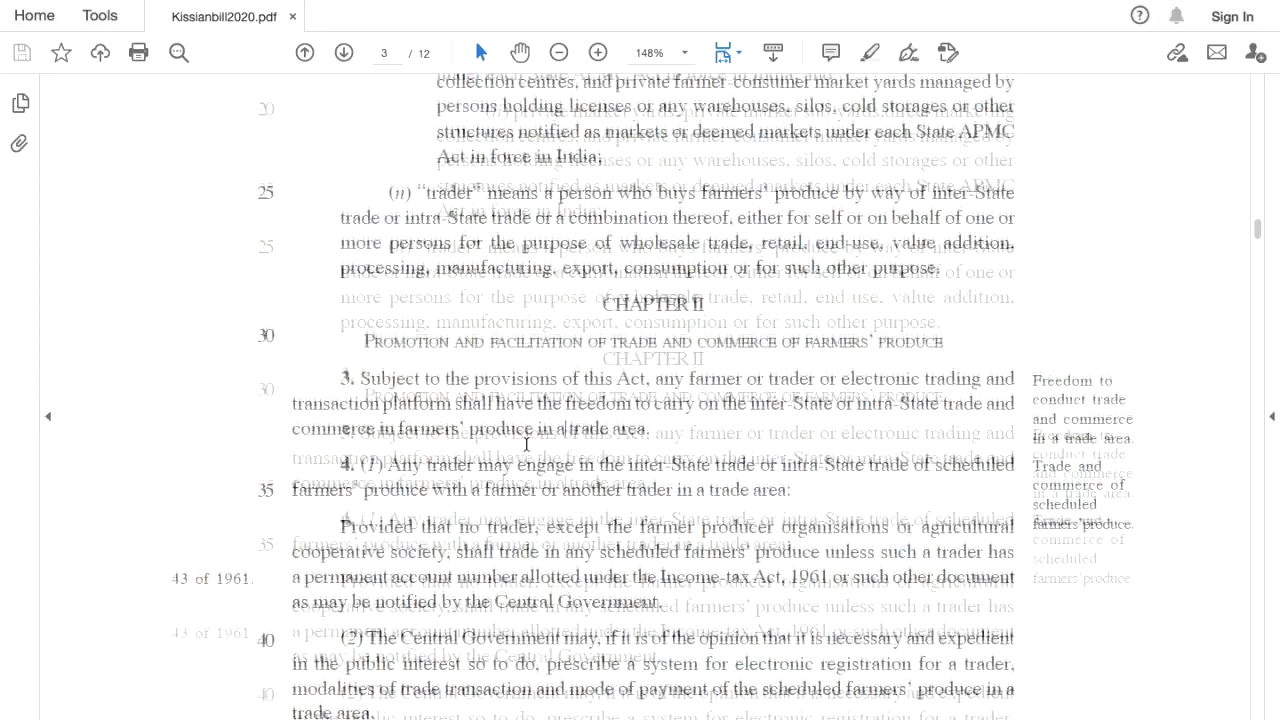 Home Tools Kissianbill2020.pdf × Sign In
3 / 12 148%
collection centres, and private farmer-consumer market yards managed by
20 persons holding licenses or any warehouses, silos, cold storages or other
structures notified as markets or deemed markets under each State APMC
Act in force in India;
25 (n) “trader” means a person who buys farmers’ produce by way of inter-State
trade or intra-State trade or a combination thereof, either for self or on behalf of one or
more persons for the purpose of wholesale trade, retail, end-use, value addition,
processing, manufacturing, export, consumption or for such other purpose.
CHAPTER II
30 PROMOTION AND FACILITATION OF TRADE AND COMMERCE OF FARMERS’ PRODUCE
3. Subject to the provisions of this Act, any farmer or trader or electronic trading and
transaction platform shall have the freedom to carry on the inter-State or intra-State trade and
commerce in farmers’ produce in a trade area.
Freedom to
conduct trade
and commerce
in a trade area.
4. (1) Any trader may engage in the inter-State trade or intra-State trade of scheduled
35 farmers’ produce with a farmer or another trader in a trade area:
Trade and
commerce of
scheduled
farmers’ produce.
Provided that no trader, except the farmer producer organisations or agricultural
cooperative society, shall trade in any scheduled farmers’ produce unless such a trader has
43 of 1961. a permanent account number allotted under the Income-tax Act, 1961 or such other document
as may be notified by the Central Government.
40 (2) The Central Government may, if it is of the opinion that it is necessary and expedient
in the public interest so to do, prescribe a system for electronic registration for a trader,
modalities of trade transaction and mode of payment of the scheduled farmers’ produce in a
trade area.